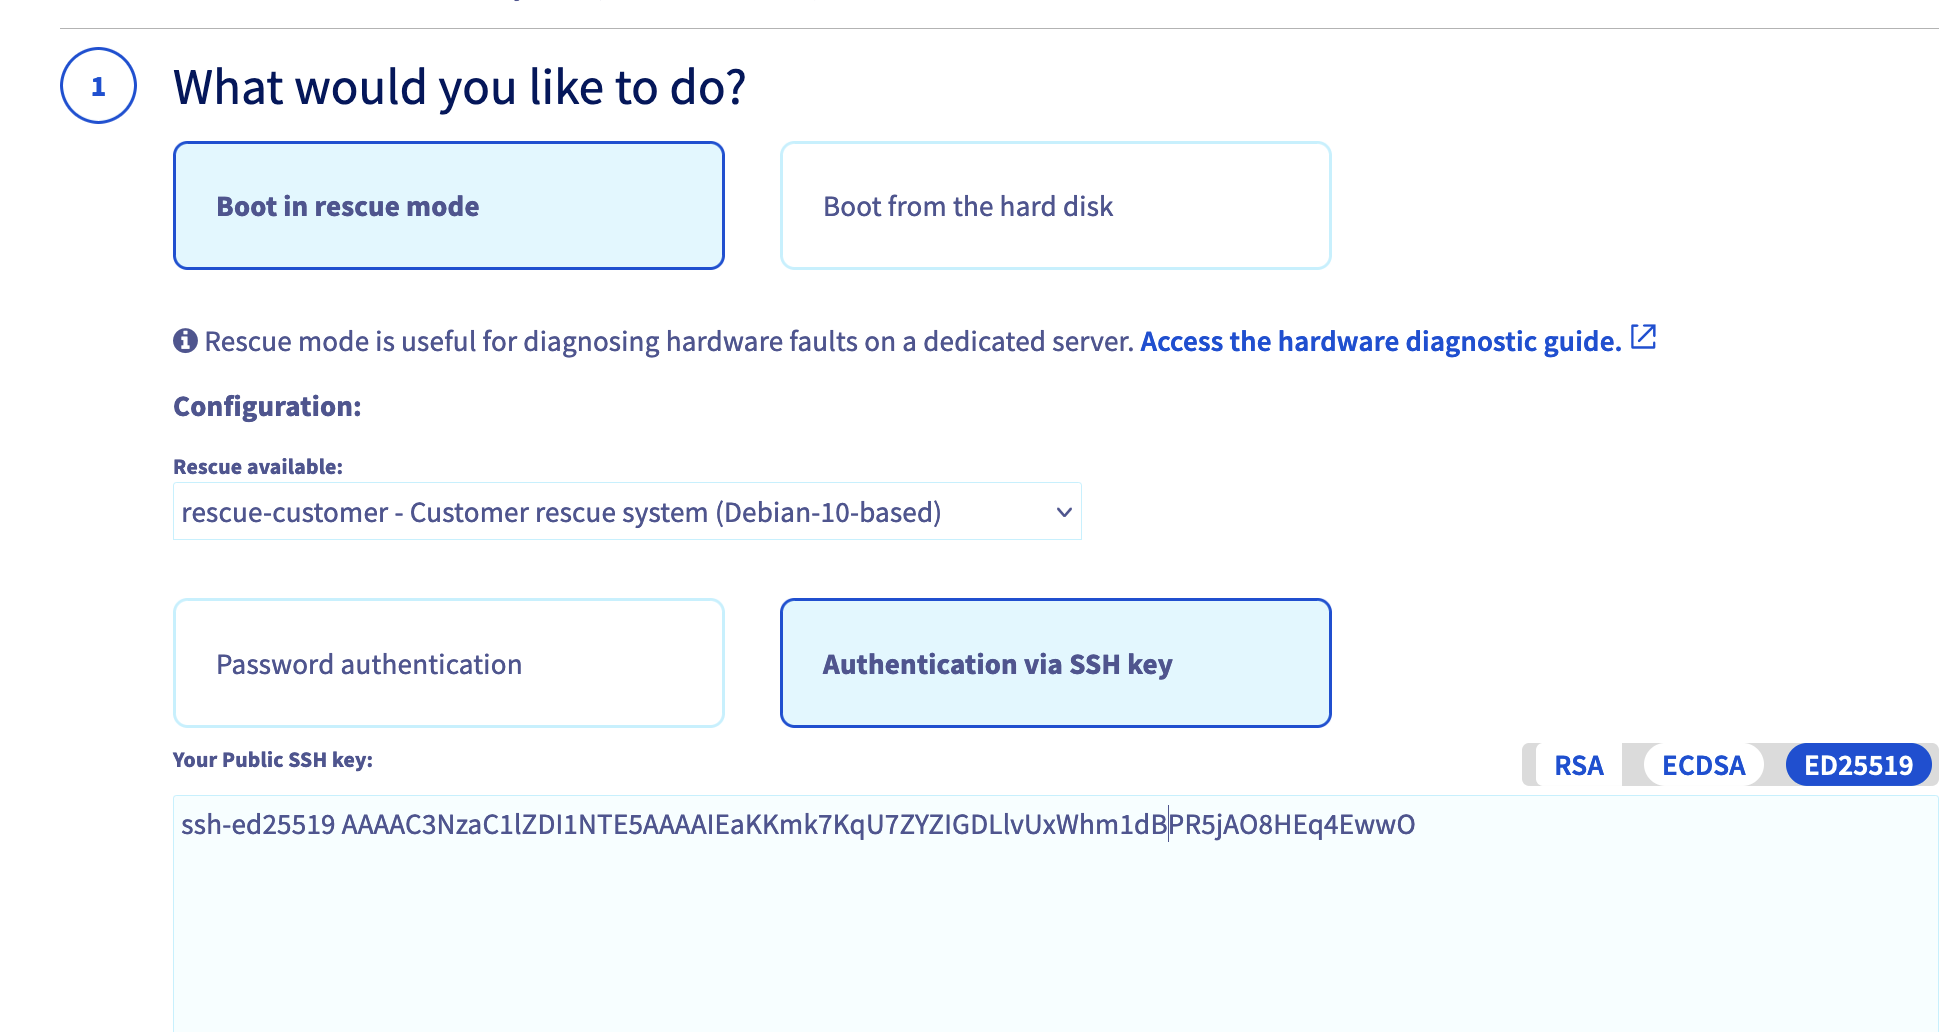 1
What would you like to do?
Boot in rescue mode
Boot from the hard disk
Rescue mode is useful for diagnosing hardware faults on a dedicated server. Access the hardware diagnostic guide.
Configuration:
Rescue available:
rescue-customer - Customer rescue system (Debian-10-based)
Password authentication
Authentication via SSH key
Your Public SSH key:
RSA ECDSA ED25519
ssh-ed25519 AAAAC3NzaC1lZDI1NTE5AAAAIEaKKmk7KqU7ZYZIGDLlvUxWhm1dBPR5jAO8HEq4EwwO